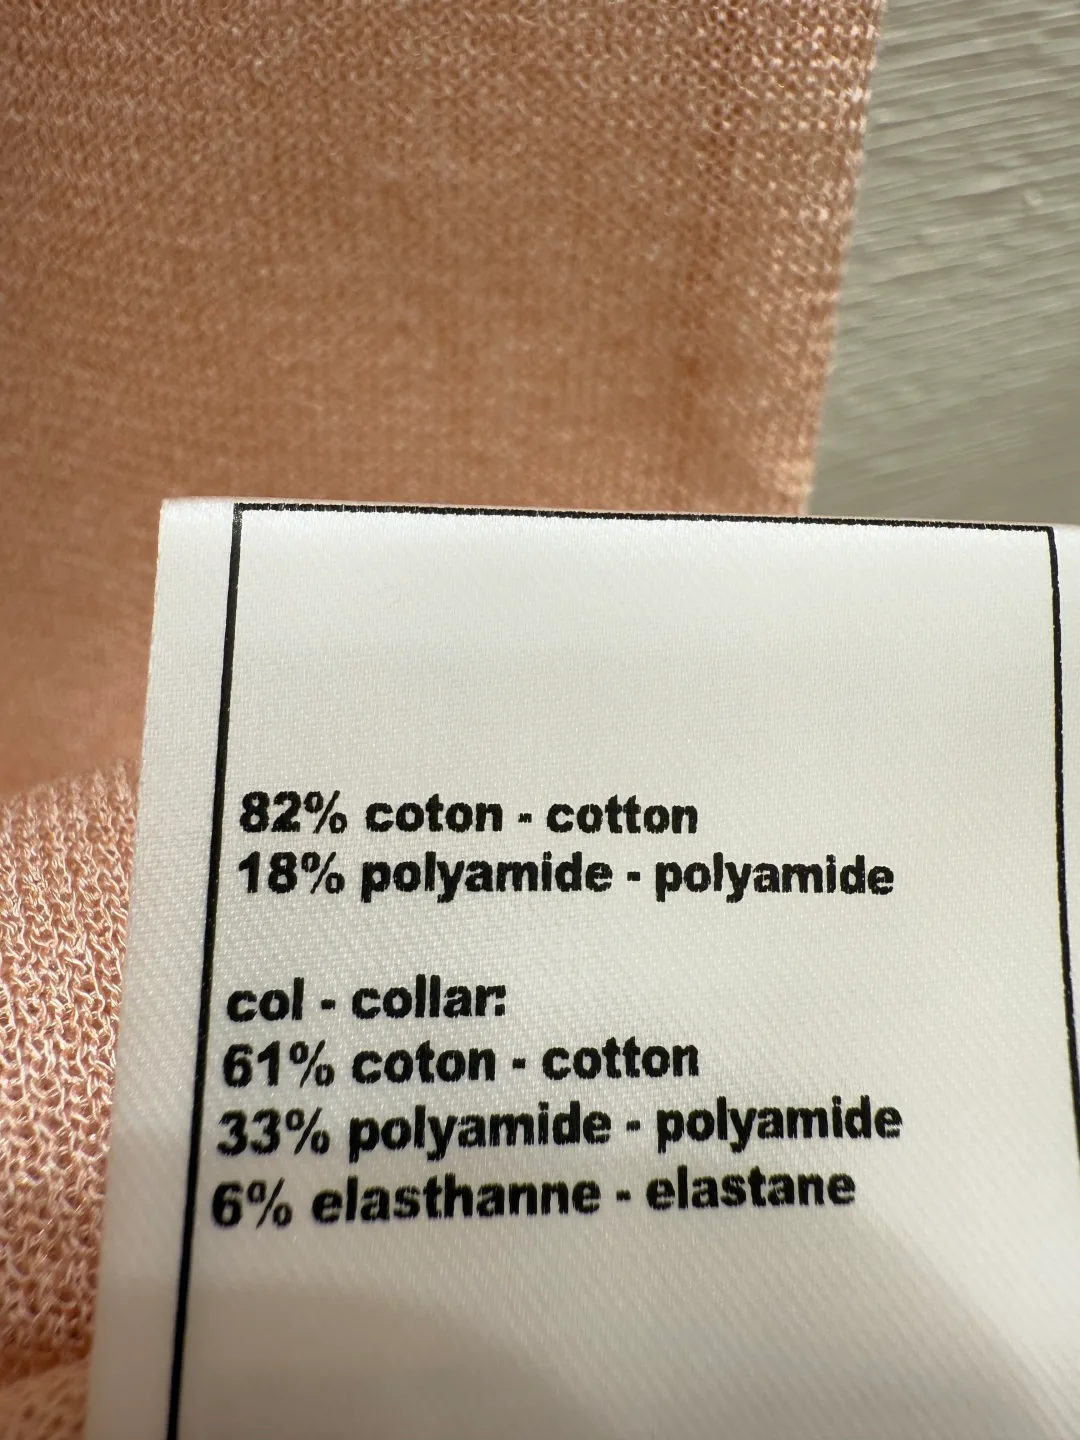 82% coton - cotton
18% polyamide - polyamide
col - collar:
61% coton - cotton
33% polyamide - polyamide
6% elasthanne - elastane